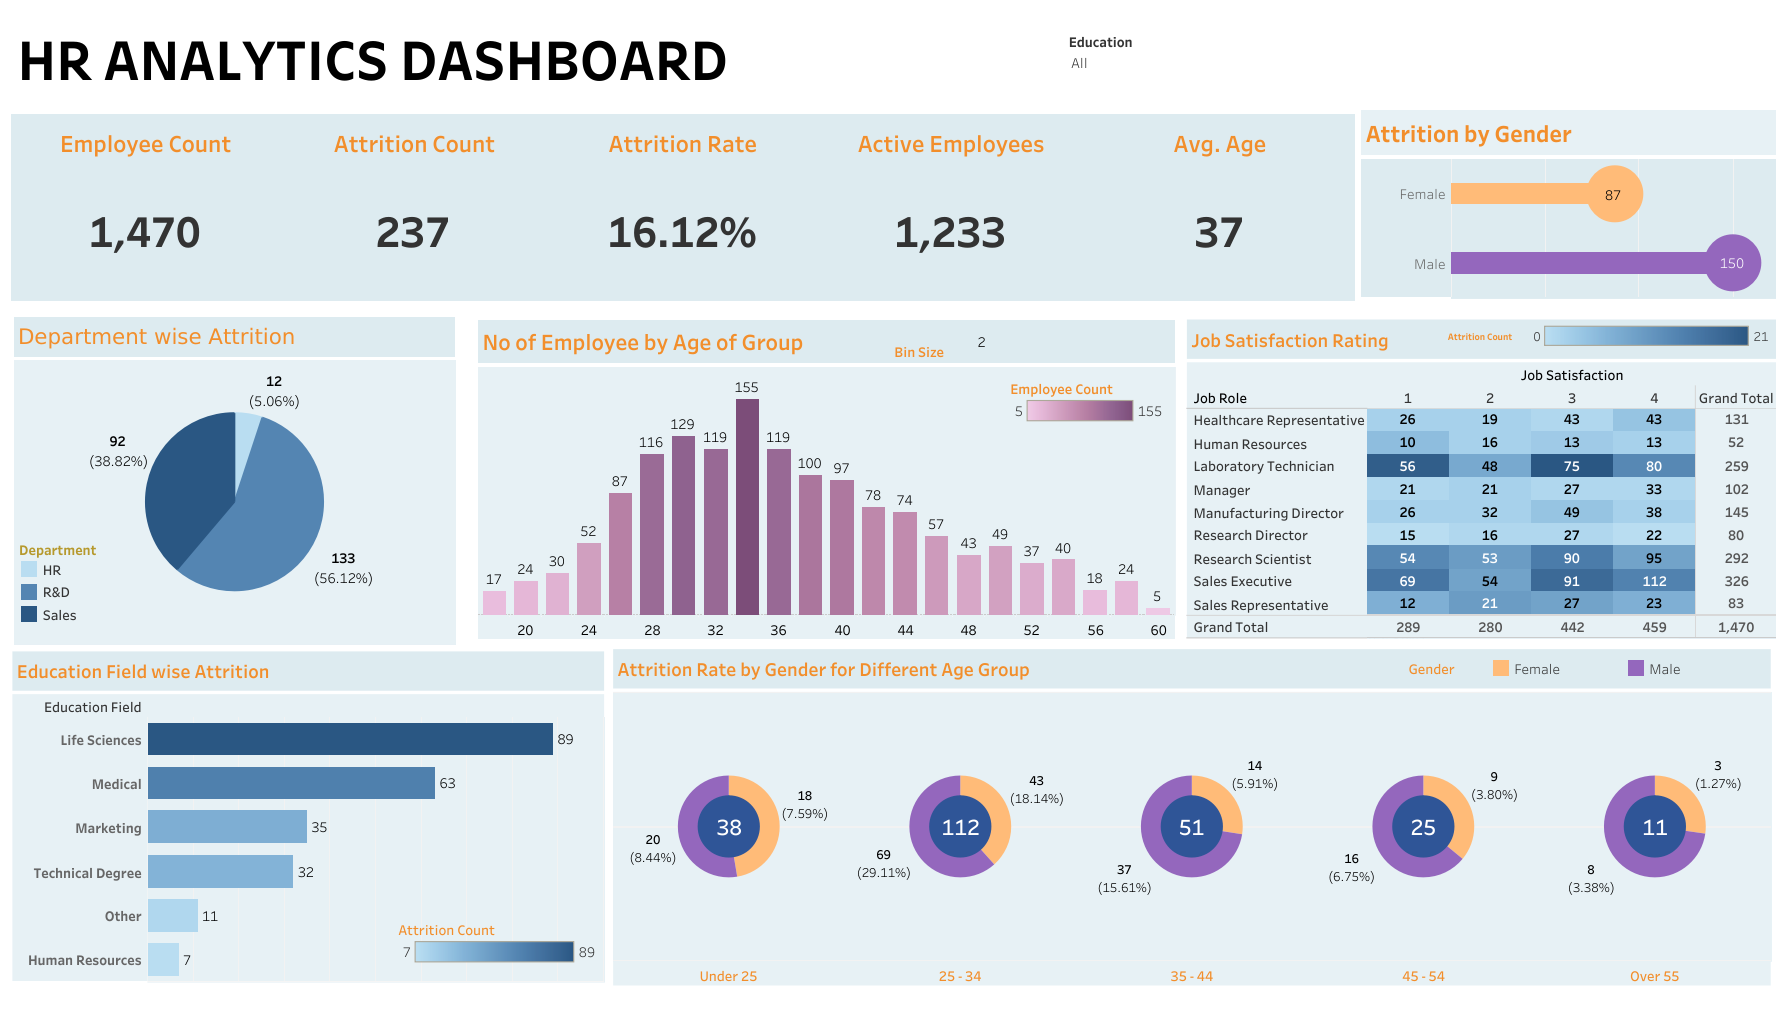 HR ANALYTICS DASHBOARD
Education
All
Employee Count
Attrition Count
Attrition Rate
Active Employees
Avg. Age
1,470
237
16.12%
1,233
37
Attrition by Gender
Female
87
Male
150
Department wise Attrition
12
(5.06%)
92
(38.82%)
133
(56.12%)
Department
HR
R&D
Sales
No of Employee by Age of Group
Bin Size
2
Employee Count
5
155
17
24
30
52
87
116
129
119
155
119
100
97
78
74
57
43
49
37
40
18
24
5
20
24
28
32
36
40
44
48
52
56
60
Job Satisfaction Rating
Attrition Count
0
21
Job Satisfaction
Job Role 1 2 3 4 Grand Total
Healthcare Representative 26 19 43 43 131
Human Resources 10 16 13 13 52
Laboratory Technician 56 48 75 80 259
Manager 21 21 27 33 102
Manufacturing Director 26 32 49 38 145
Research Director 15 16 27 22 80
Research Scientist 54 53 90 95 292
Sales Executive 69 54 91 112 326
Sales Representative 12 21 27 23 83
Grand Total 289 280 442 459 1,470
Education Field wise Attrition
Education Field
Life Sciences 89
Medical 63
Marketing 35
Technical Degree 32
Other 11
Human Resources 7
Attrition Count
7
89
Attrition Rate by Gender for Different Age Group
Gender
Female
Male
18
(7.59%)
38
20
(8.44%)
43
(18.14%)
112
69
(29.11%)
14
(5.91%)
51
37
(15.61%)
9
(3.80%)
25
16
(6.75%)
3
(1.27%)
11
8
(3.38%)
Under 25
25 - 34
35 - 44
45 - 54
Over 55